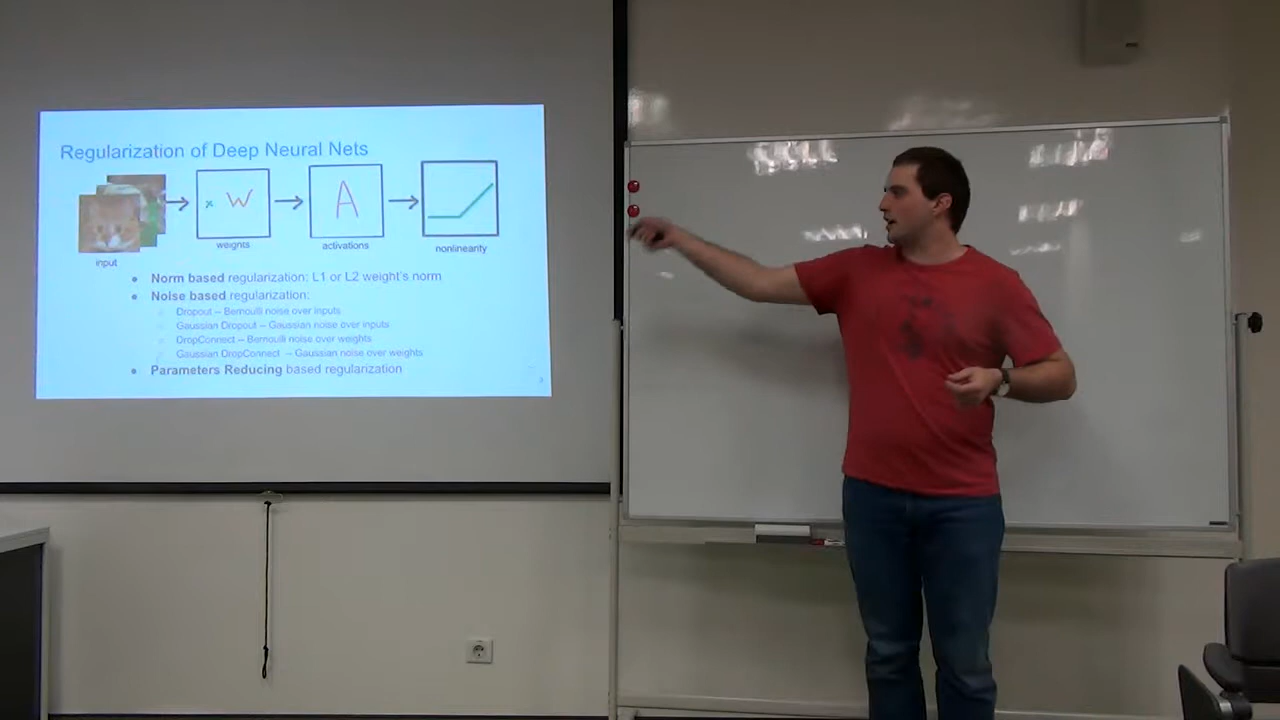 Regularization of Deep Neural Nets
× W
A
input
weights
activations
nonlinearity
• Norm based regularization: L1 or L2 weight's norm
• Noise based regularization:
Dropout – Bernoulli noise over inputs
Gaussian Dropout – Gaussian noise over inputs
DropConnect – Bernoulli noise over weights
Gaussian DropConnect – Gaussian noise over weights
• Parameters Reducing based regularization
3